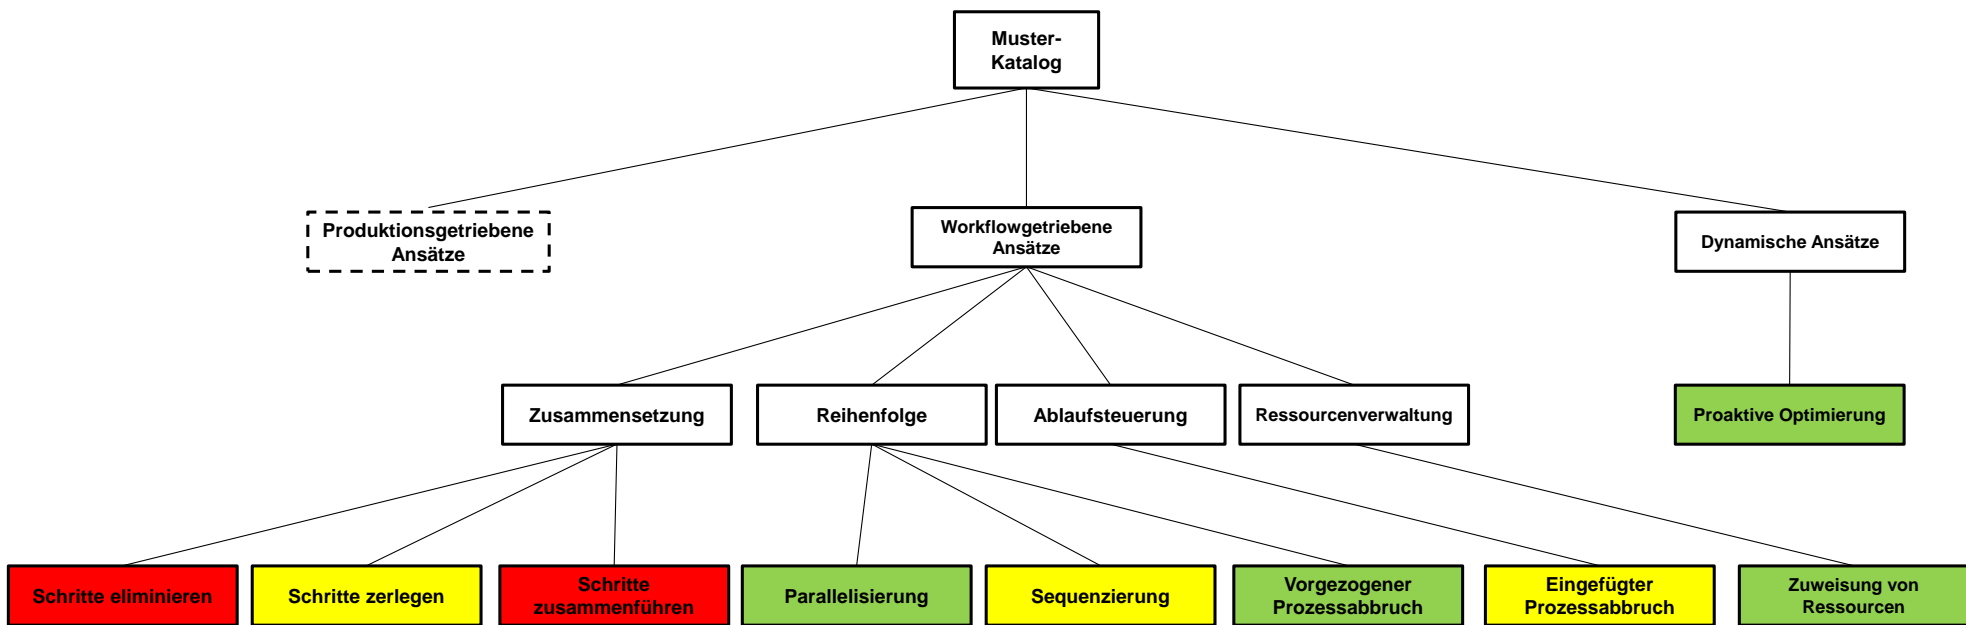 Muster-
Katalog
Produktionsgetriebene
Ansätze
Workflowgetriebene
Ansätze
Dynamische Ansätze
Zusammensetzung
Reihenfolge
Ablaufsteuerung
Ressourcenverwaltung
Proaktive Optimierung
Schritte eliminieren
Schritte zerlegen
Schritte
zusammenführen
Parallelisierung
Sequenzierung
Vorgezogener
Prozessabbruch
Eingefügter
Prozessabbruch
Zuweisung von
Ressourcen